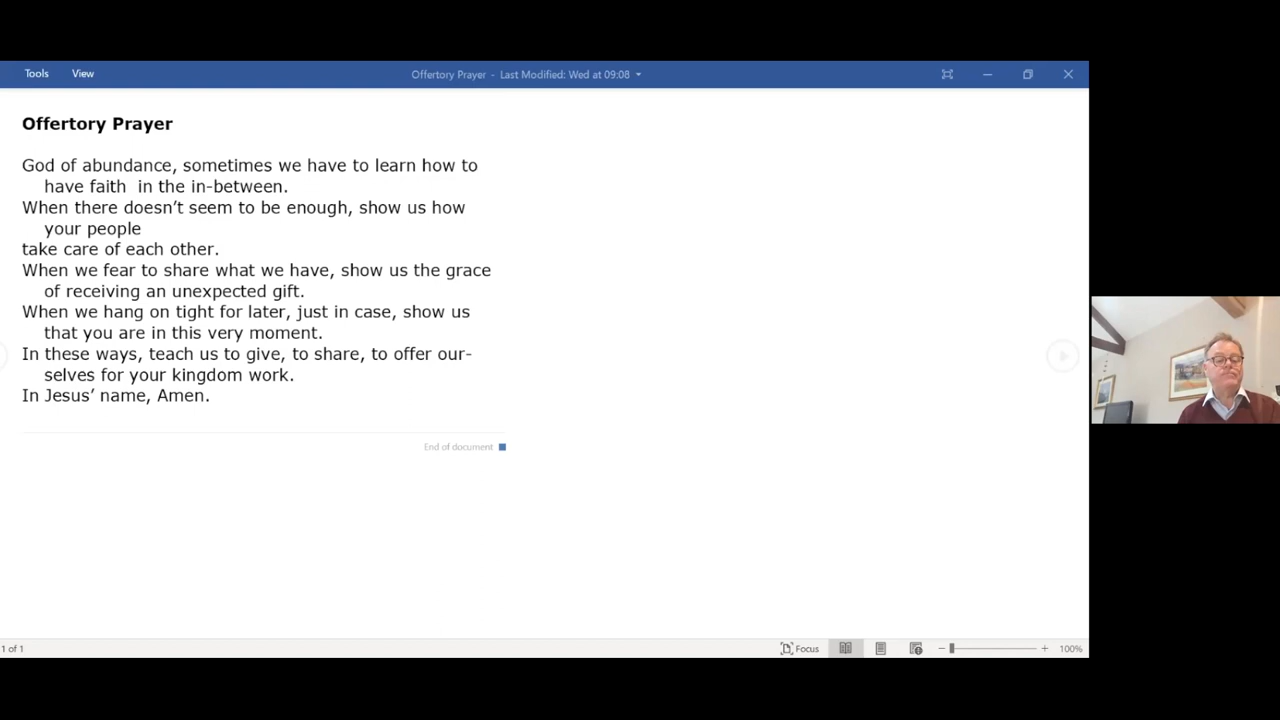 Tools View Offertory Prayer - Last Modified: Wed at 09:08
Offertory Prayer
God of abundance, sometimes we have to learn how to
have faith  in the in-between.
When there doesn’t seem to be enough, show us how
your people
take care of each other.
When we fear to share what we have, show us the grace
of receiving an unexpected gift.
When we hang on tight for later, just in case, show us
that you are in this very moment.
In these ways, teach us to give, to share, to offer our-
selves for your kingdom work.
In Jesus’ name, Amen.
End of document
1 of 1 Focus 100%